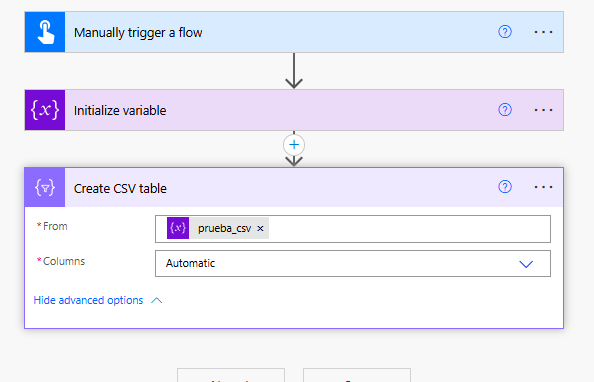 Manually trigger a flow
Initialize variable
Create CSV table
* From
{x} prueba_csv ×
* Columns
Automatic
Hide advanced options